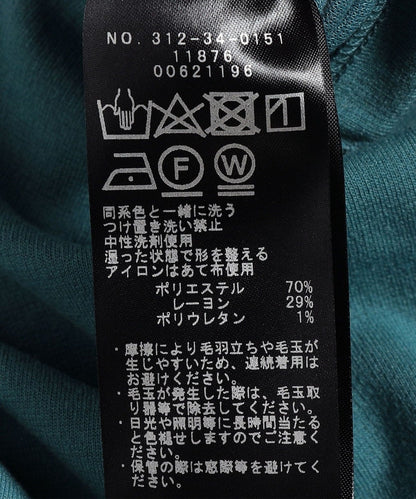 NO. 312-34-0151
11876
00621196
F W
同系色と一緒に洗う
つけ置き洗い禁止
中性洗剤使用
湿った状態で形を整える
アイロンはあて布使用
ポリエステル 70%
レーヨン 29%
ポリウレタン 1%
・摩擦により毛羽立ちや毛玉が
生じやすいため、連続着用は
お避けください。
・毛玉が発生した際は、毛玉取
り器等で除去してください。
・日光や照明等に長時間当たる
と色褪せしますのでご注意く
ださい。
・保管の際は窓際等を避けてく
ださい。